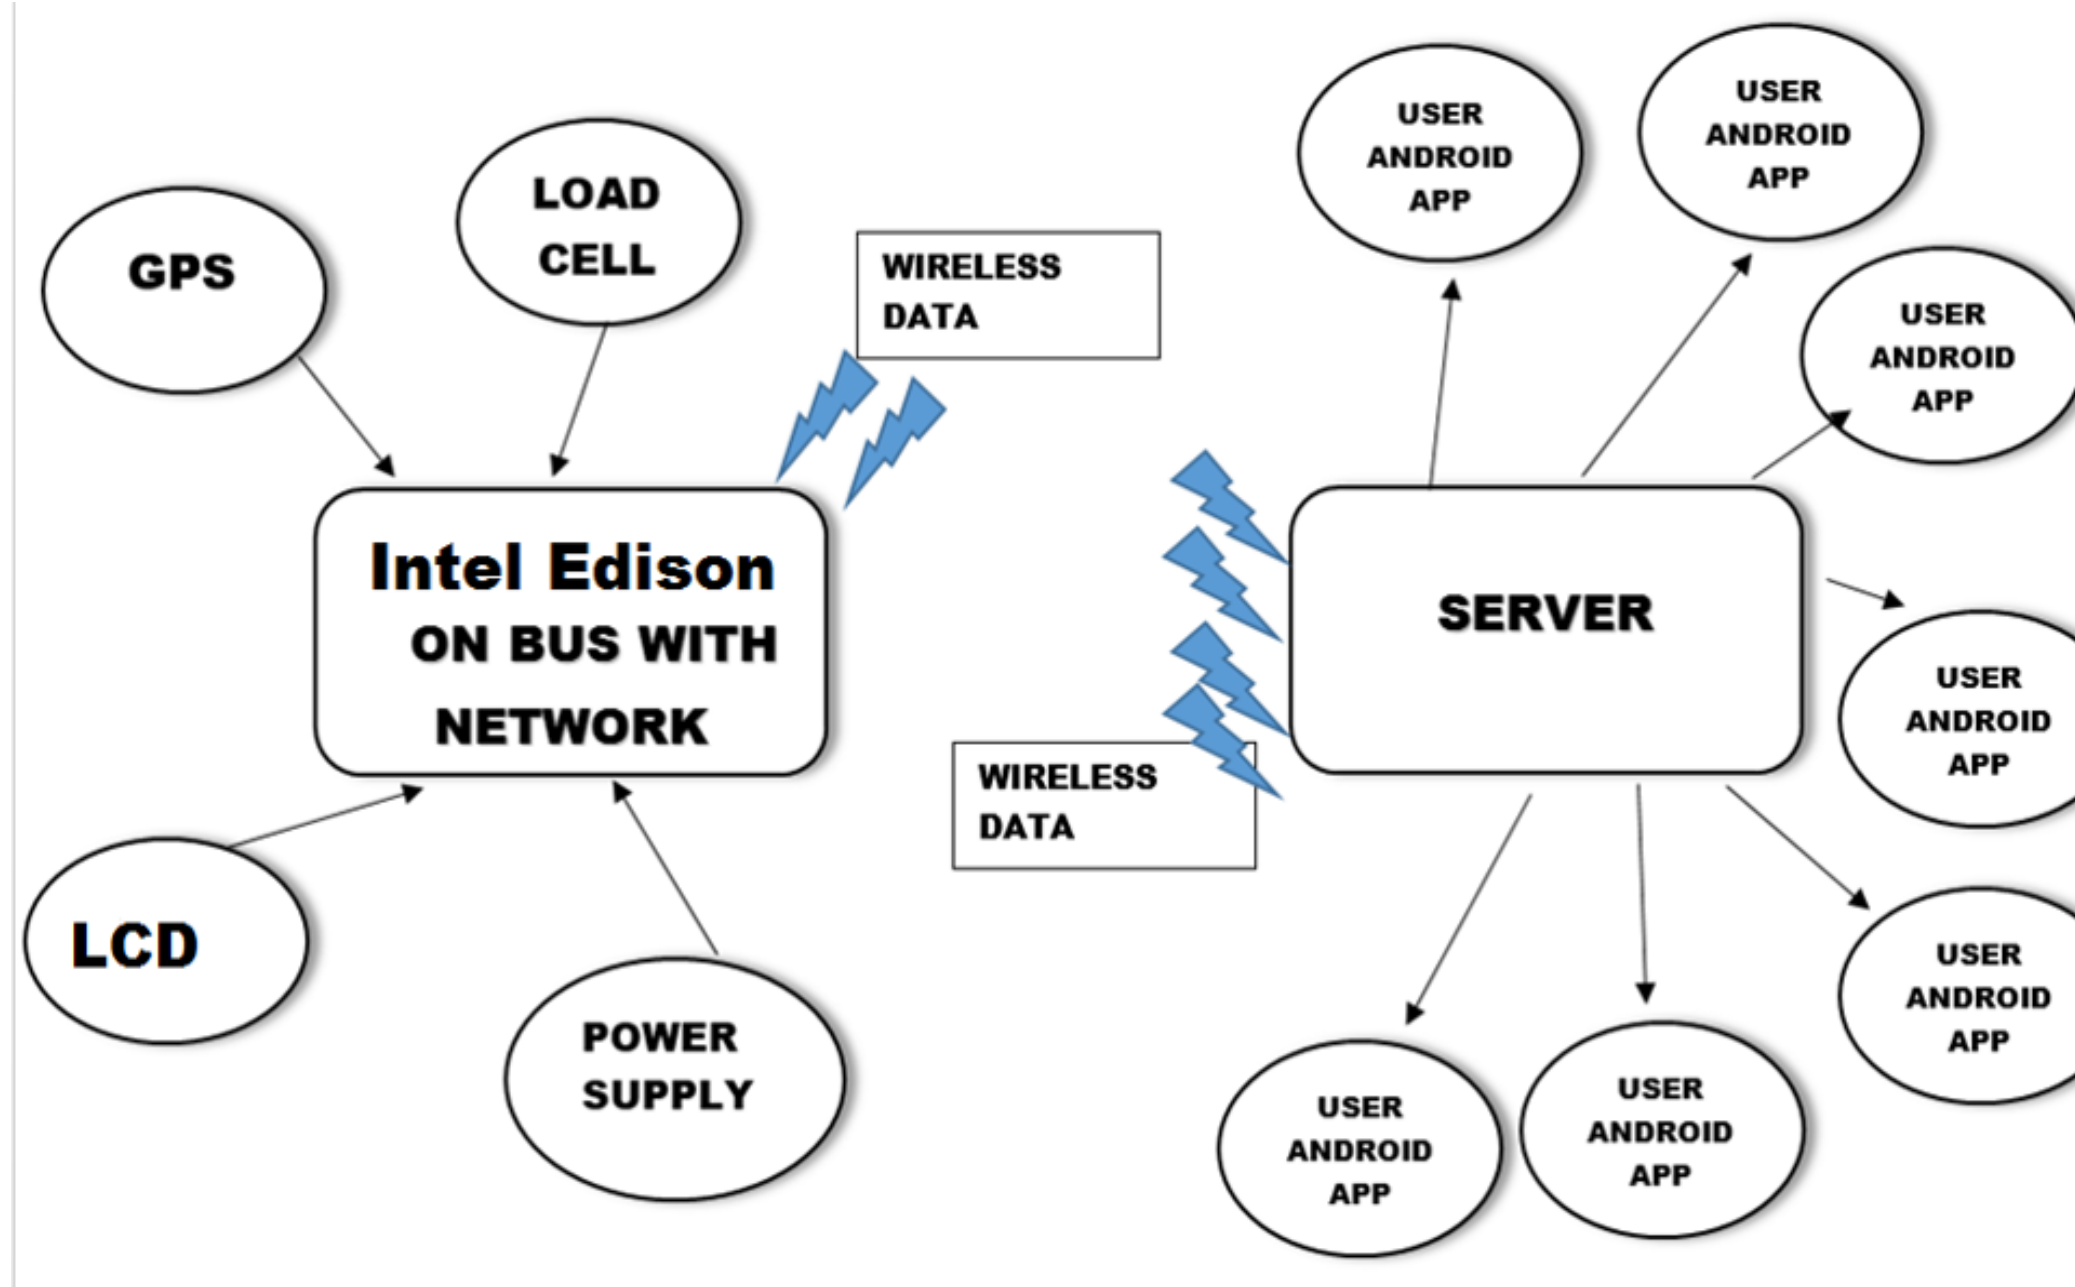 GPS
LOAD
CELL
WIRELESS
DATA
Intel Edison
ON BUS WITH
NETWORK
LCD
POWER
SUPPLY
WIRELESS
DATA
SERVER
USER
ANDROID
APP
USER
ANDROID
APP
USER
ANDROID
APP
USER
ANDROID
APP
USER
ANDROID
APP
USER
ANDROID
APP
USER
ANDROID
APP